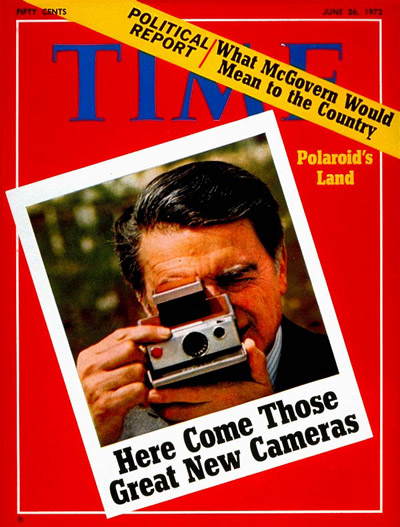 FIFTY CENTS
JUNE 26, 1972
POLITICAL
REPORT
What McGovern Would
Mean to the Country
TIME
Polaroid's
Land
Here Come Those
Great New Cameras